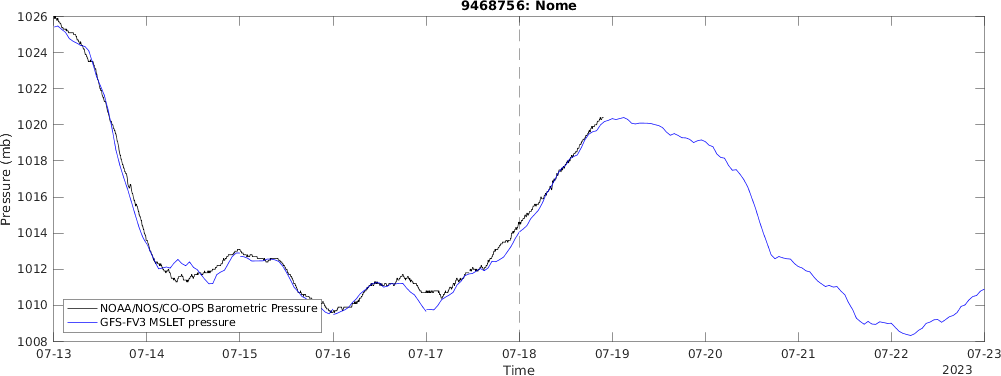 9468756: Nome
1026
1024
1022
1020
1018
1016
1014
1012
1010
1008
Pressure (mb)
NOAA/NOS/CO-OPS Barometric Pressure
GFS-FV3 MSLET pressure
07-13 07-14 07-15 07-16 07-17 07-18 07-19 07-20 07-21 07-22 07-23
Time
2023